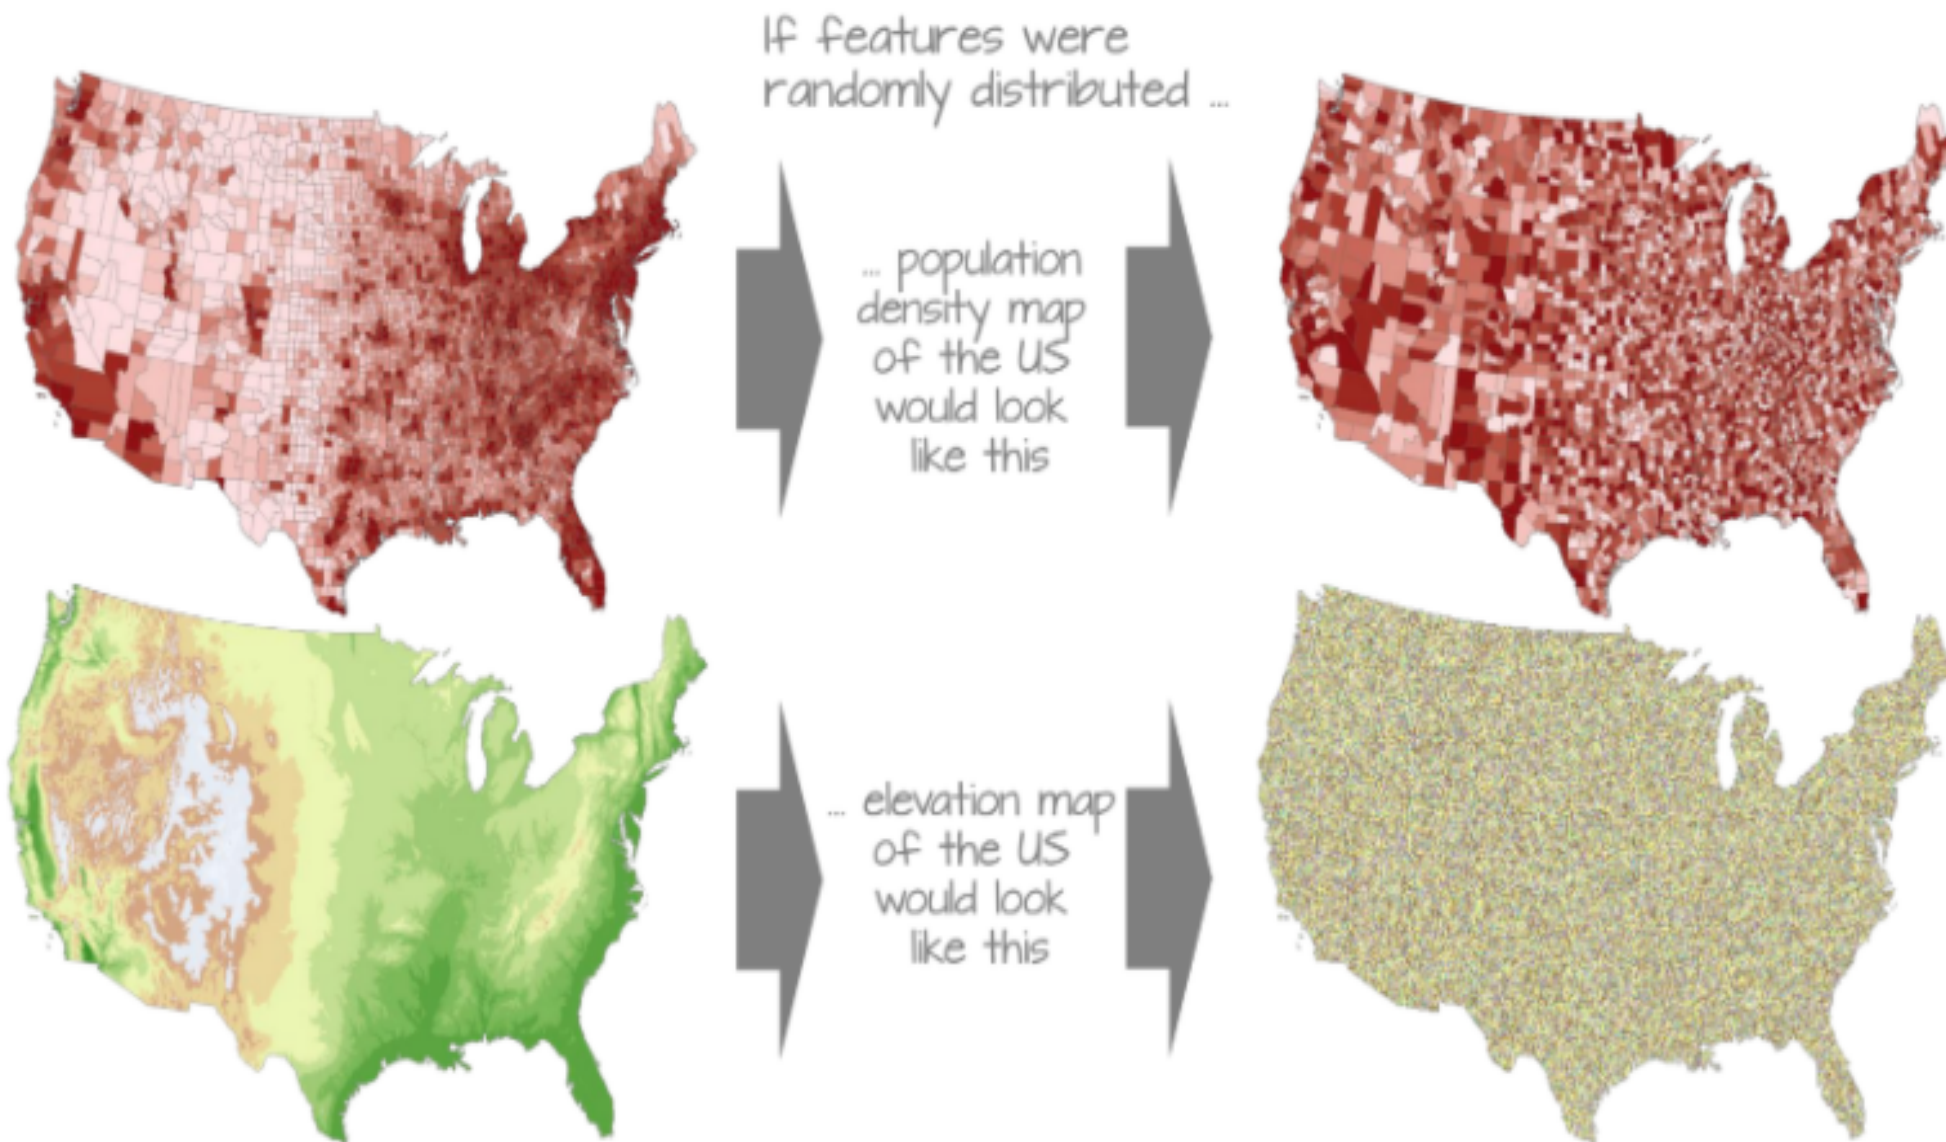 If features were
randomly distributed ...
... population
density map
of the US
would look
like this
... elevation map
of the US
would look
like this